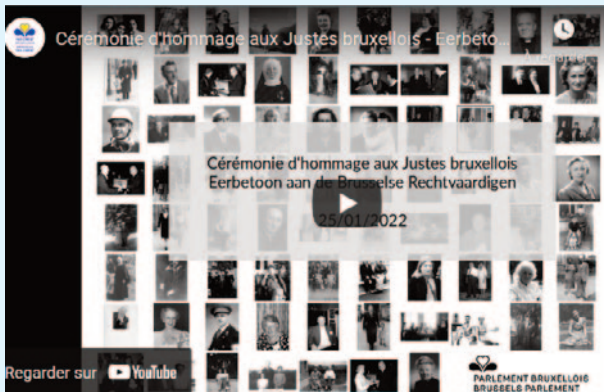 Cérémonie d'hommage aux Justes bruxellois - Eerbeto...
Cérémonie d'hommage aux Justes bruxellois
Eerbetoon aan de Brusselse Rechtvaardigen
25/01/2022
Regarder sur YouTube
PARLEMENT BRUXELLOIS
BRUSSELS PARLEMENT